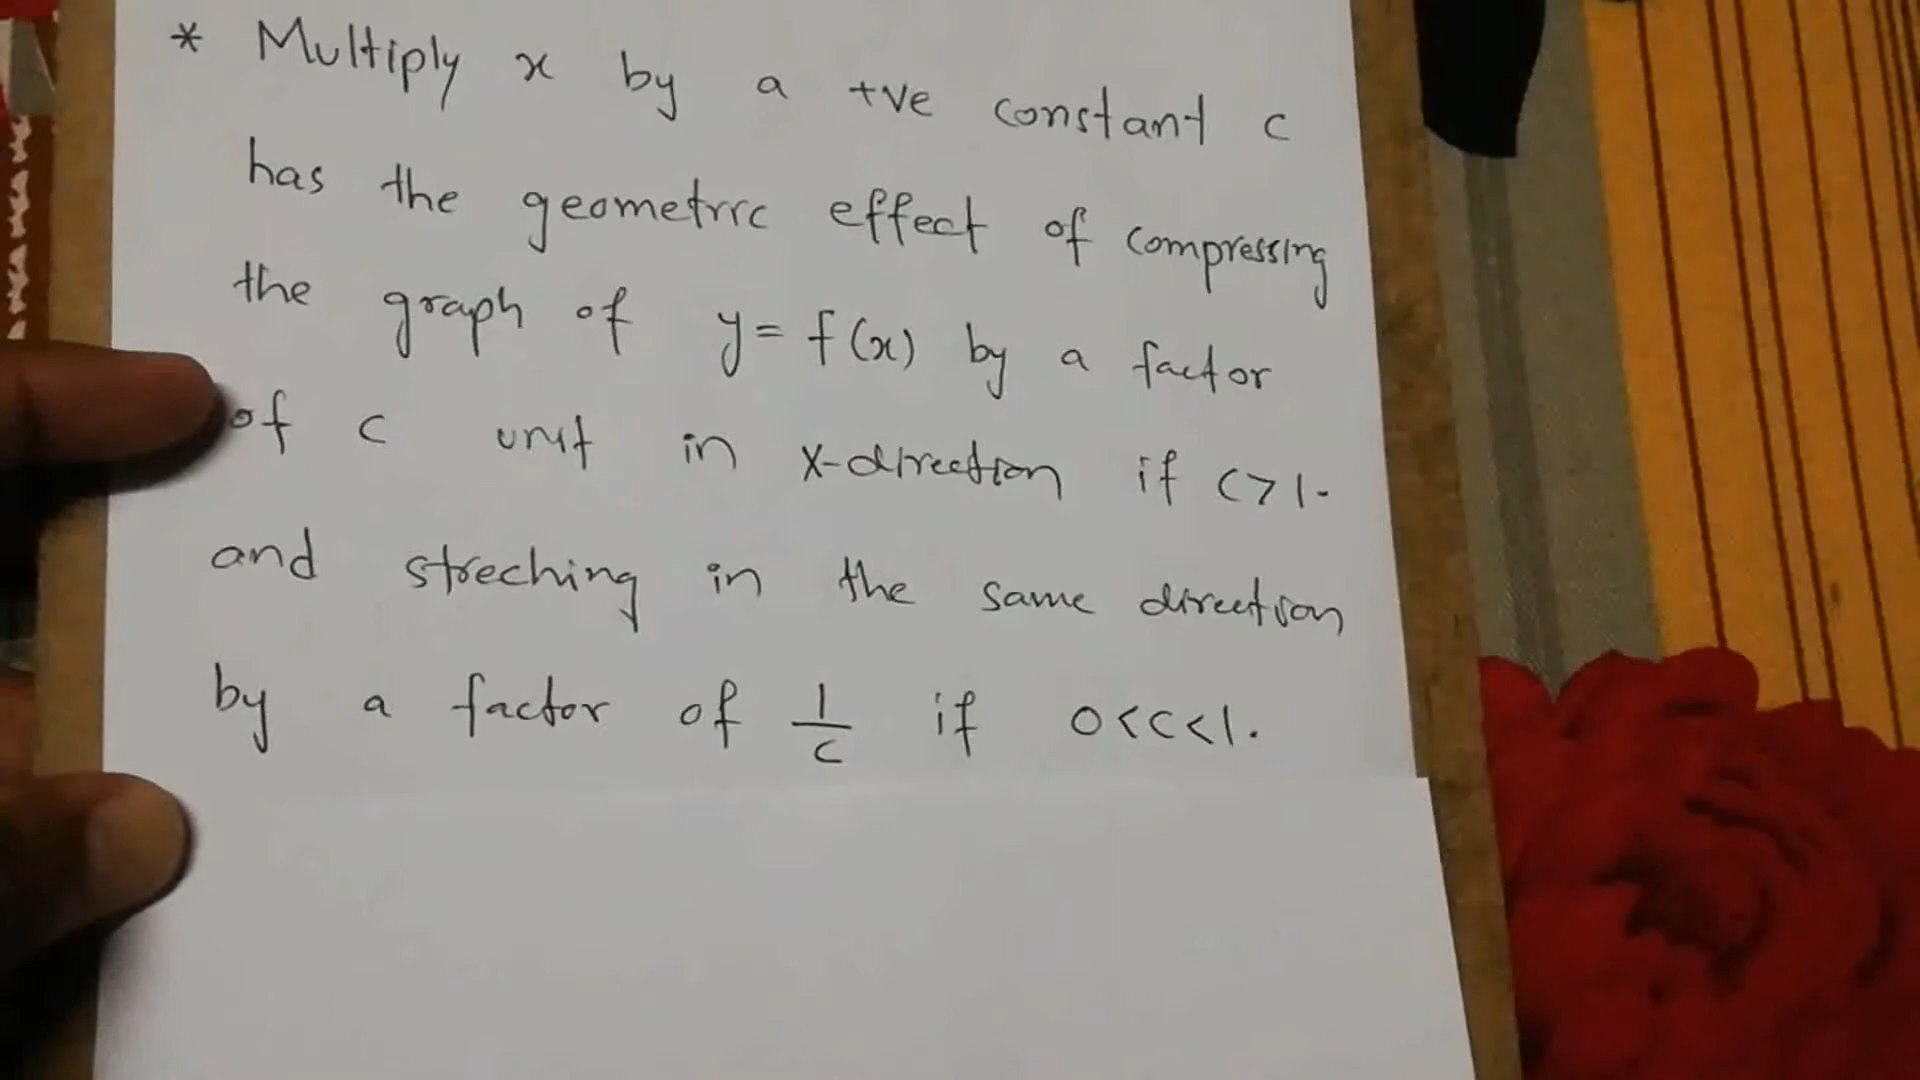 * Multiply x by a +ve constant c
has the geometric effect of compressing
the graph of y = f(x) by a factor
of c unit in X-direction if c>1.
and streching in the same direction
by a factor of 1/c if 0<c<1.